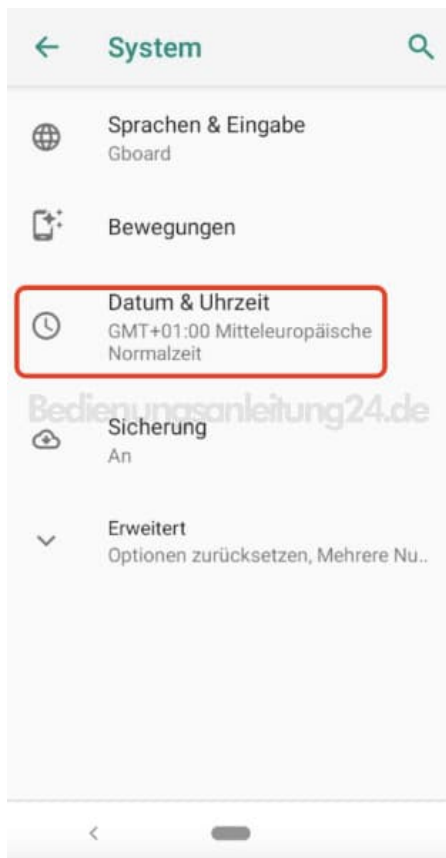 System
Sprachen & Eingabe
Gboard
Bewegungen
Datum & Uhrzeit
GMT+01:00 Mitteleuropäische
Normalzeit
Bedienungsanleitung24.de
Sicherung
An
Erweitert
Optionen zurücksetzen, Mehrere Nu..